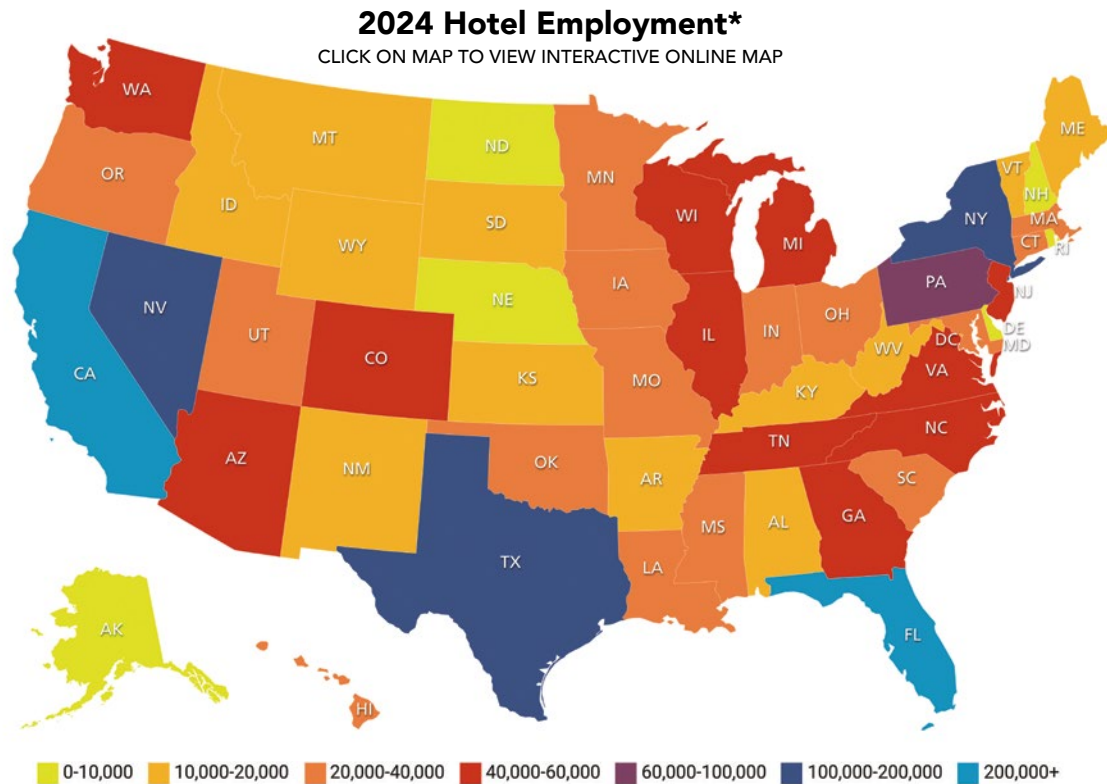 2024 Hotel Employment*
CLICK ON MAP TO VIEW INTERACTIVE ONLINE MAP
WA
MT
ND
ME
OR
MN
VT
ID
NH
SD
WI
NY
MA
WY
MI
CT
RI
IA
PA
NE
NJ
NV
IL
IN
OH
DE
UT
DC
MD
CO
WV
CA
VA
KS
MO
KY
NC
TN
AZ
OK
NM
AR
SC
MS
AL
GA
TX
LA
AK
FL
HI
0-10,000
10,000-20,000
20,000-40,000
40,000-60,000
60,000-100,000
100,000-200,000
200,000+